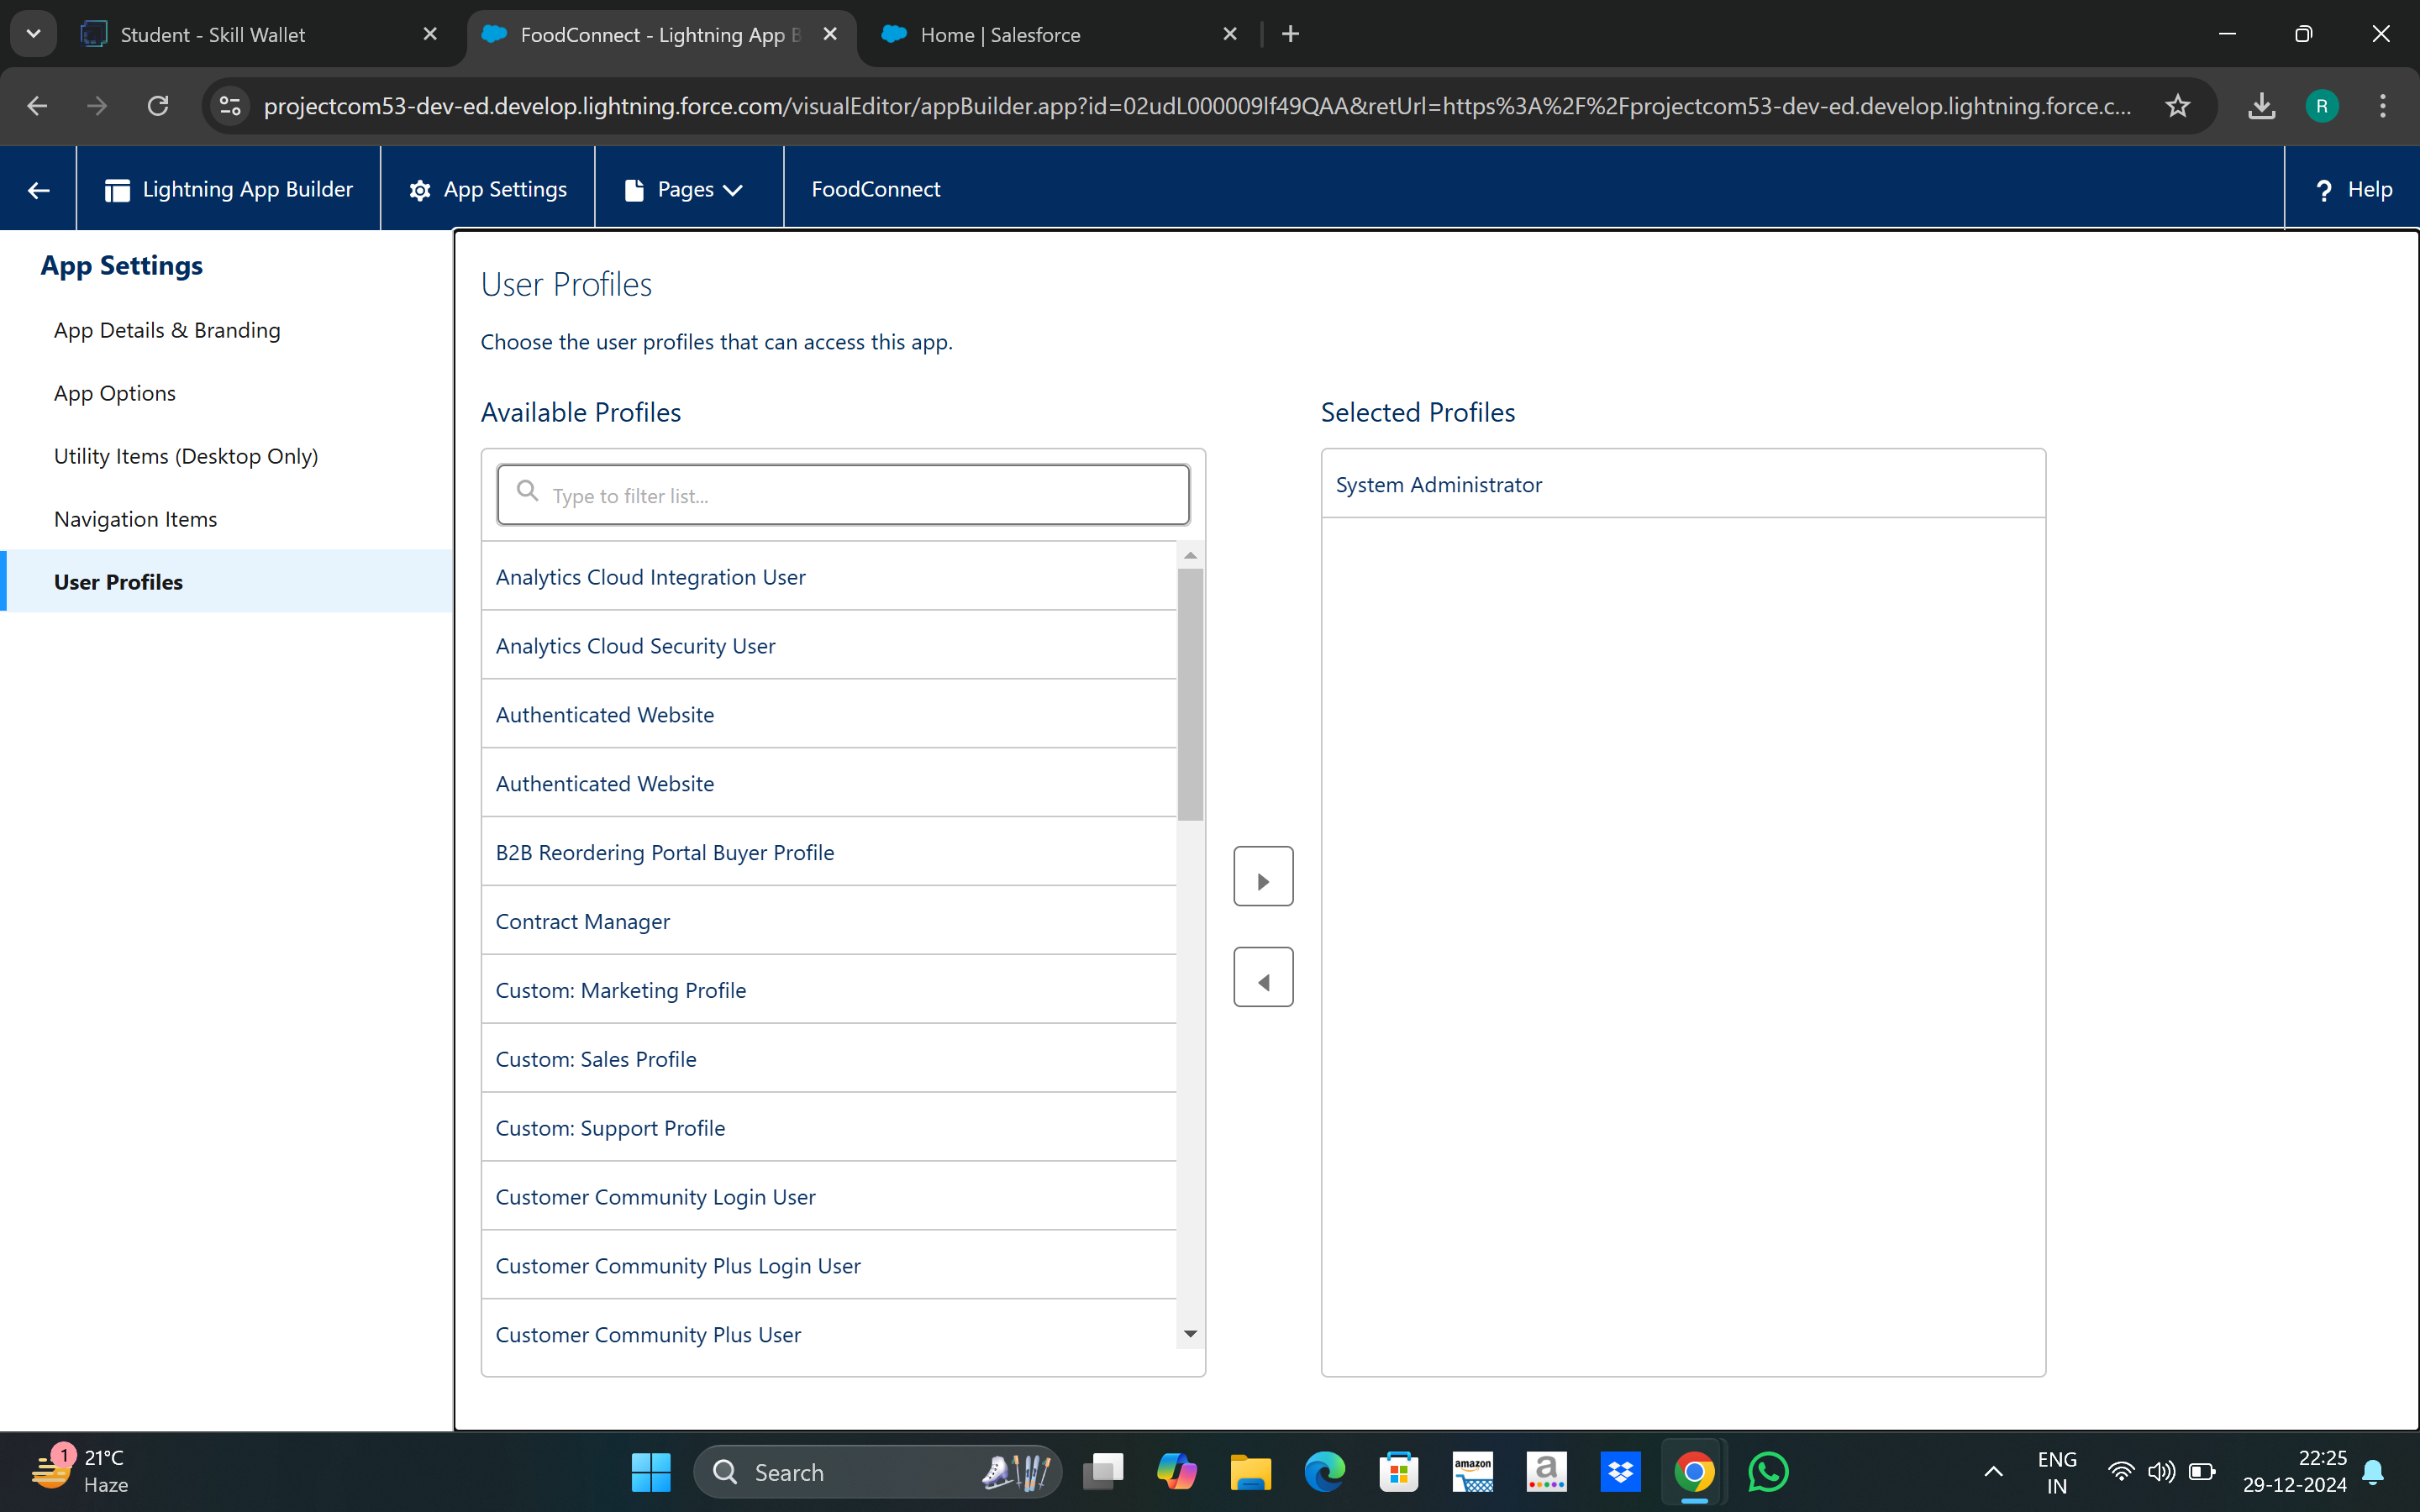 Student - Skill Wallet
FoodConnect - Lightning App B
Home | Salesforce
projectcom53-dev-ed.develop.lightning.force.com/visualEditor/appBuilder.app?id=02udL000009lf49QAA&retUrl=https%3A%2F%2Fprojectcom53-dev-ed.develop.lightning.force.c...
R
Lightning App Builder
App Settings
Pages
FoodConnect
? Help
App Settings
App Details & Branding
App Options
Utility Items (Desktop Only)
Navigation Items
User Profiles
User Profiles
Choose the user profiles that can access this app.
Available Profiles
Type to filter list...
Analytics Cloud Integration User
Analytics Cloud Security User
Authenticated Website
Authenticated Website
B2B Reordering Portal Buyer Profile
Contract Manager
Custom: Marketing Profile
Custom: Sales Profile
Custom: Support Profile
Customer Community Login User
Customer Community Plus Login User
Customer Community Plus User
Selected Profiles
System Administrator
1
21°C
Haze
Search
amazon
a
ENG
IN
22:25
29-12-2024